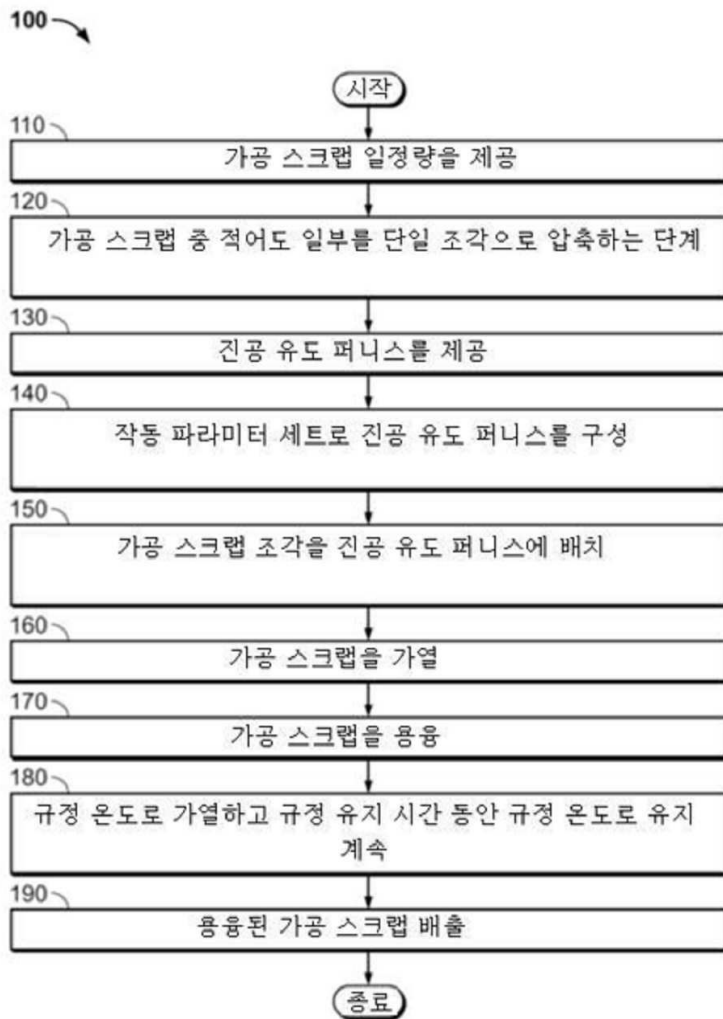 100
시작
110
가공 스크랩 일정량을 제공
120
가공 스크랩 중 적어도 일부를 단일 조각으로 압축하는 단계
130
진공 유도 퍼니스를 제공
140
작동 파라미터 세트로 진공 유도 퍼니스를 구성
150
가공 스크랩 조각을 진공 유도 퍼니스에 배치
160
가공 스크랩을 가열
170
가공 스크랩을 용융
180
규정 온도로 가열하고 규정 유지 시간 동안 규정 온도로 유지
계속
190
용융된 가공 스크랩 배출
종료